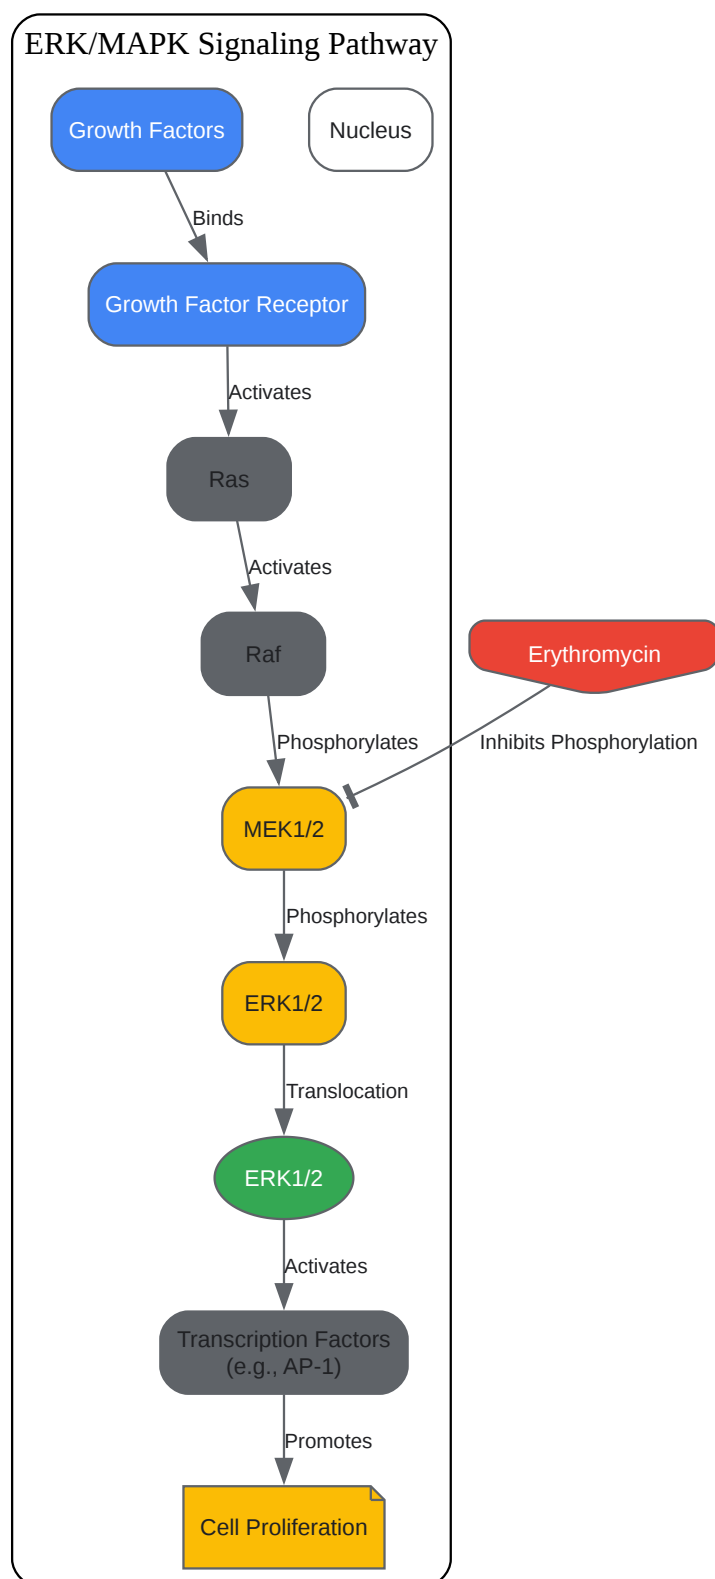 ERK/MAPK Signaling Pathway
Growth Factors
Nucleus
Binds
Growth Factor Receptor
Activates
Ras
Activates
Raf
Erythromycin
Phosphorylates
Inhibits Phosphorylation
MEK1/2
Phosphorylates
ERK1/2
Translocation
ERK1/2
Activates
Transcription Factors
(e.g., AP-1)
Promotes
Cell Proliferation